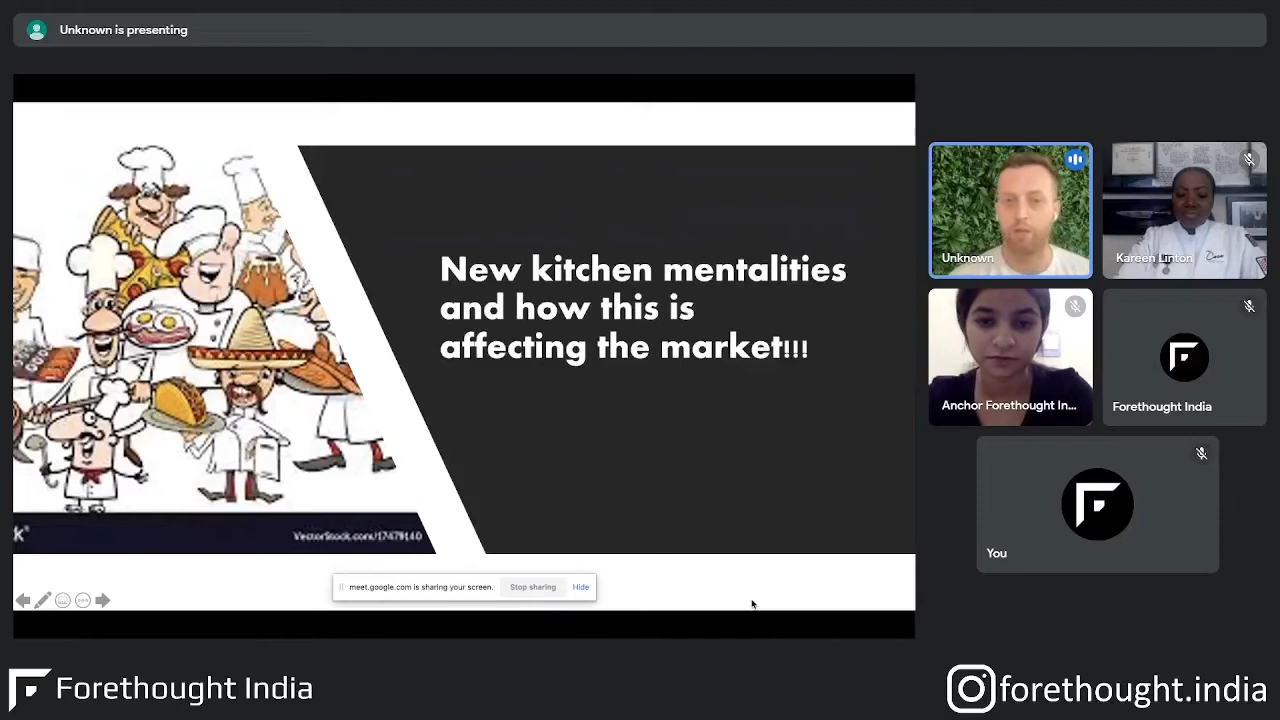 Unknown is presenting
New kitchen mentalities
and how this is
affecting the market!!!
k®
VectorStock.com/17479140
meet.google.com is sharing your screen.
Stop sharing
Hide
Unknown
Kareen Linton
Anchor Forethought In...
Forethought India
You
Forethought India
forethought.india